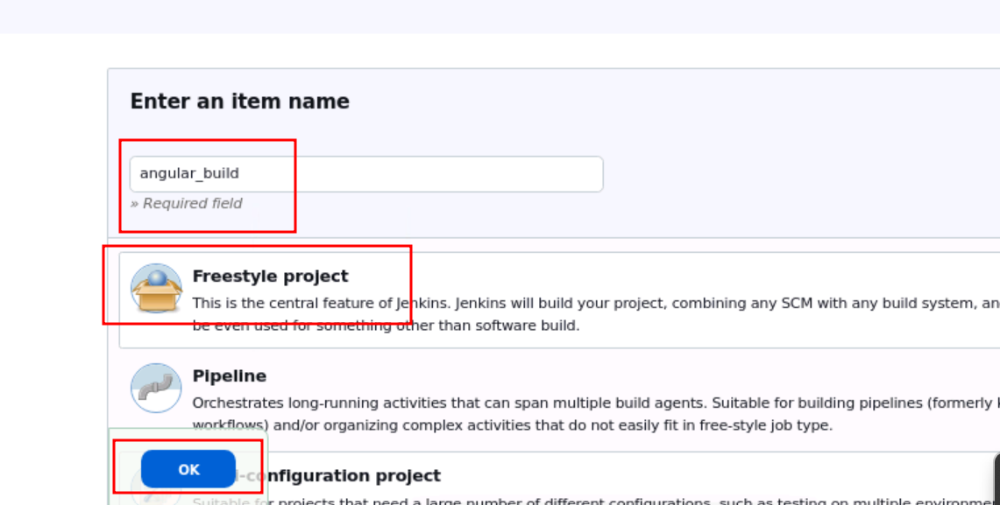 Enter an item name
angular_build
» Required field
Freestyle project
This is the central feature of Jenkins. Jenkins will build your project, combining any SCM with any build system, an
be even used for something other than software build.
Pipeline
Orchestrates long-running activities that can span multiple build agents. Suitable for building pipelines (formerly
workflows) and/or organizing complex activities that do not easily fit in free-style job type.
OK
i-configuration project
Suitable for projects that need a large number of different configurations, such as testing on multiple environme